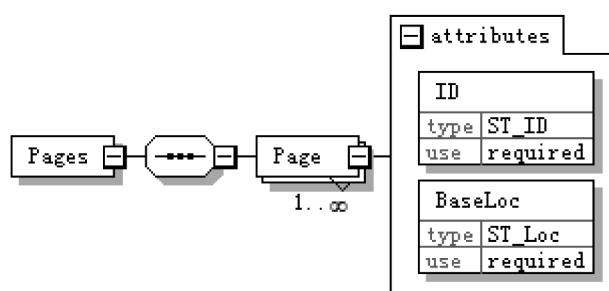 attributes
ID
type ST_ID
use required
Pages
Page
1..∞
BaseLoc
type ST_Loc
use required